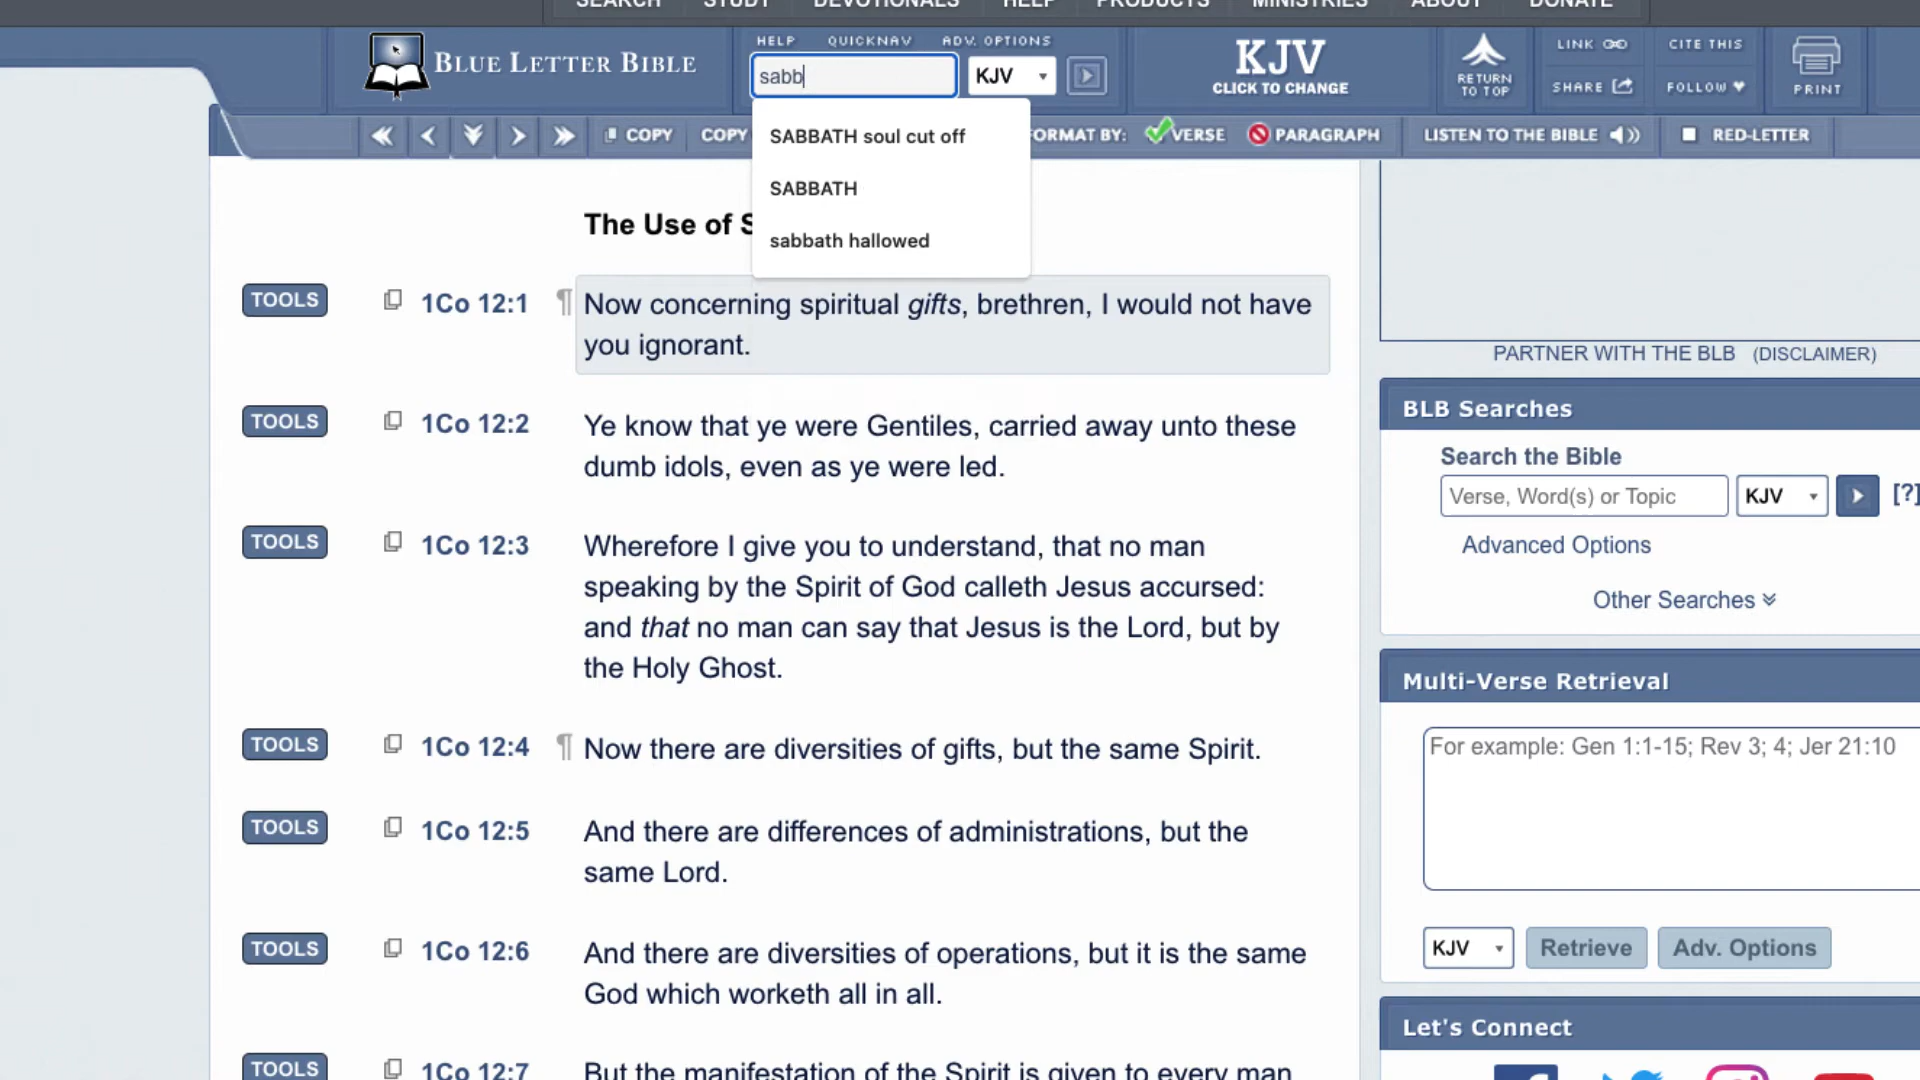 SEARCH STUDY DEVOTIONALS HELP PRODUCTS MINISTRIES ABOUT DONATE
BLUE LETTER BIBLE
HELP QUICKNAV ADV. OPTIONS
sabb
KJV
KJV
CLICK TO CHANGE
RETURN
TO TOP
LINK
SHARE
CITE THIS
FOLLOW
PRINT
COPY COPY
FORMAT BY: VERSE PARAGRAPH LISTEN TO THE BIBLE RED-LETTER
SABBATH soul cut off
SABBATH
sabbath hallowed
The Use of S
TOOLS 1Co 12:1 ¶ Now concerning spiritual gifts, brethren, I would not have
you ignorant.
TOOLS 1Co 12:2 Ye know that ye were Gentiles, carried away unto these
dumb idols, even as ye were led.
TOOLS 1Co 12:3 Wherefore I give you to understand, that no man
speaking by the Spirit of God calleth Jesus accursed:
and that no man can say that Jesus is the Lord, but by
the Holy Ghost.
TOOLS 1Co 12:4 ¶ Now there are diversities of gifts, but the same Spirit.
TOOLS 1Co 12:5 And there are differences of administrations, but the
same Lord.
TOOLS 1Co 12:6 And there are diversities of operations, but it is the same
God which worketh all in all.
TOOLS 1Co 12:7 But the manifestation of the Spirit is given to every man
PARTNER WITH THE BLB (DISCLAIMER)
BLB Searches
Search the Bible
Verse, Word(s) or Topic KJV [?]
Advanced Options
Other Searches
Multi-Verse Retrieval
For example: Gen 1:1-15; Rev 3; 4; Jer 21:10
KJV Retrieve Adv. Options
Let's Connect